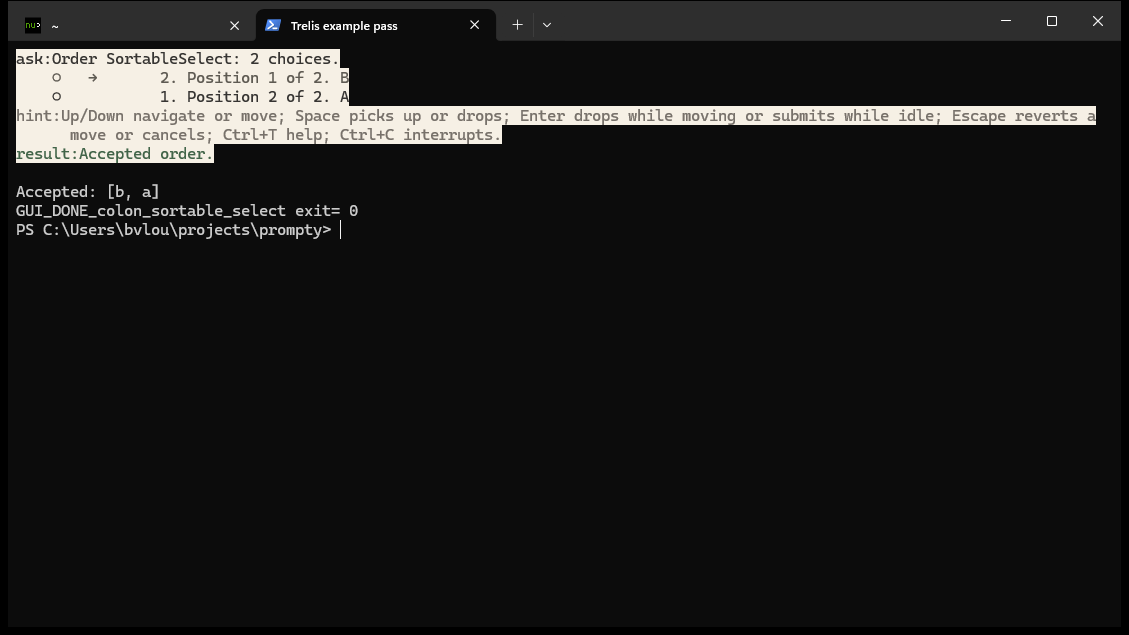 nu> ~
Trelis example pass
ask:Order SortableSelect: 2 choices.
○ → 2. Position 1 of 2. B
○ 1. Position 2 of 2. A
hint:Up/Down navigate or move; Space picks up or drops; Enter drops while moving or submits while idle; Escape reverts a
move or cancels; Ctrl+T help; Ctrl+C interrupts.
result:Accepted order.
Accepted: [b, a]
GUI_DONE_colon_sortable_select exit= 0
PS C:\Users\bvlou\projects\prompty>